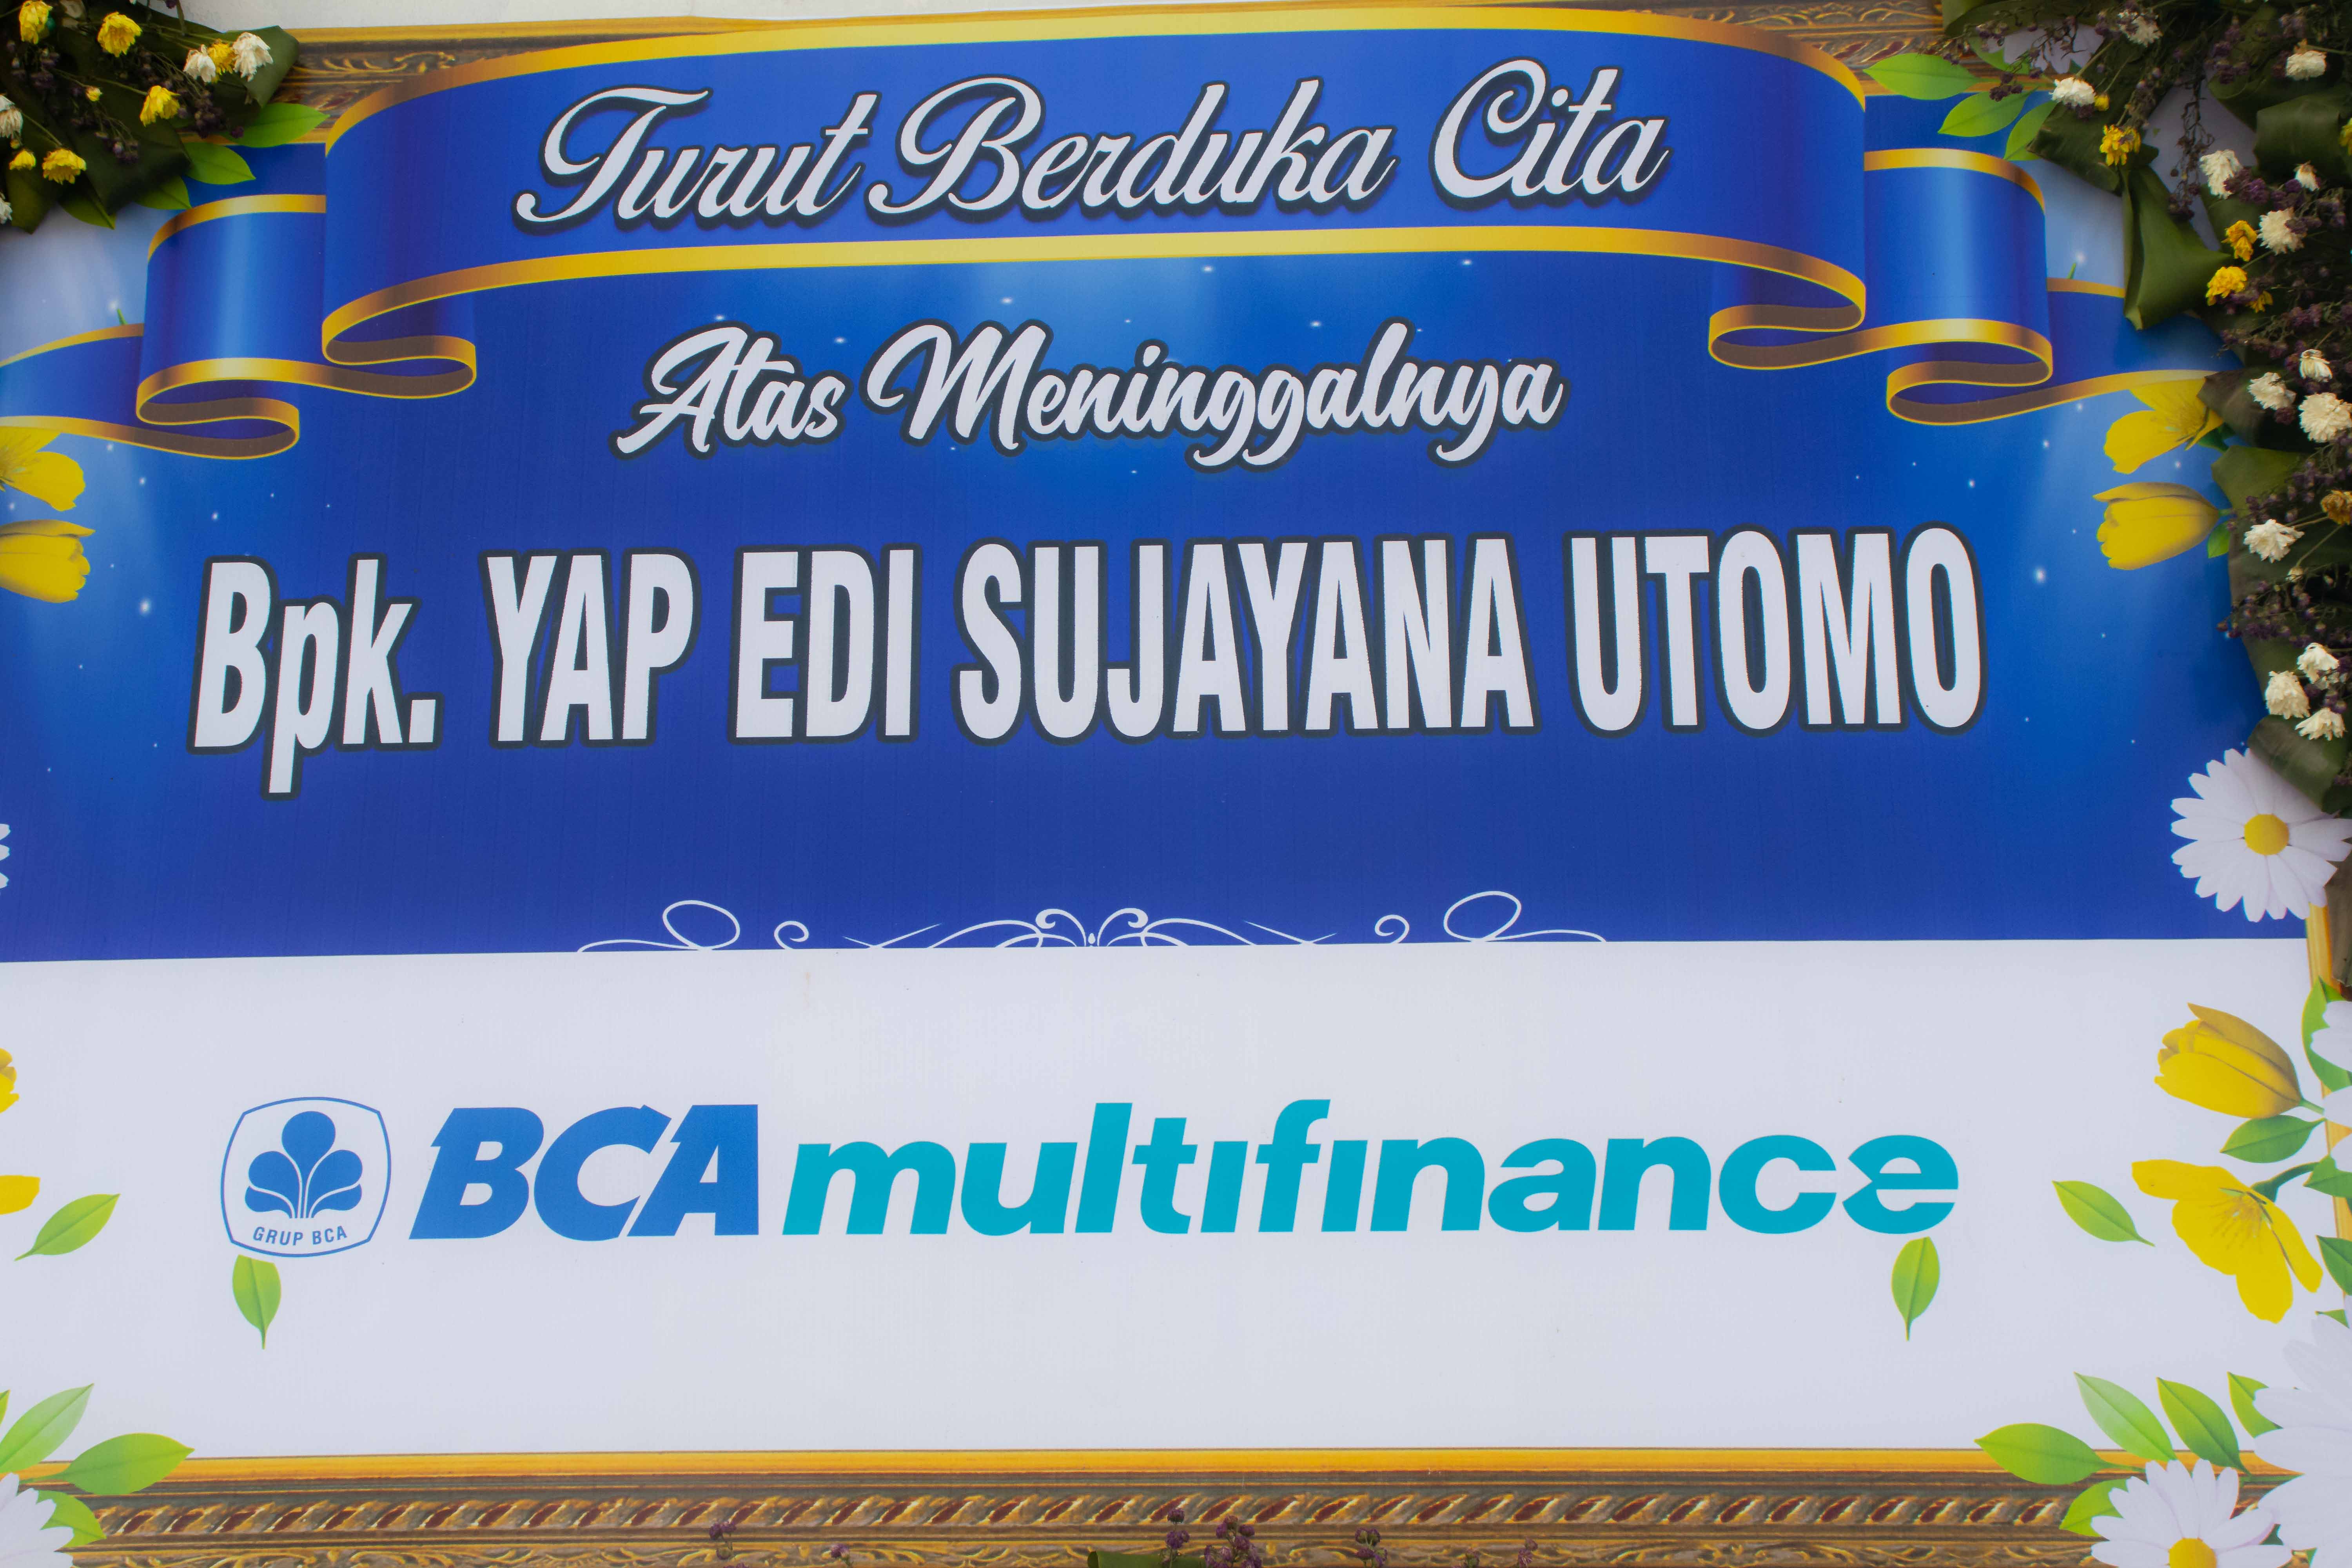 Turut Berduka Cita
Atas Meninggalnya
Bpk. YAP EDI SUJAYANA UTOMO
GRUP BCA
BCA multifinance